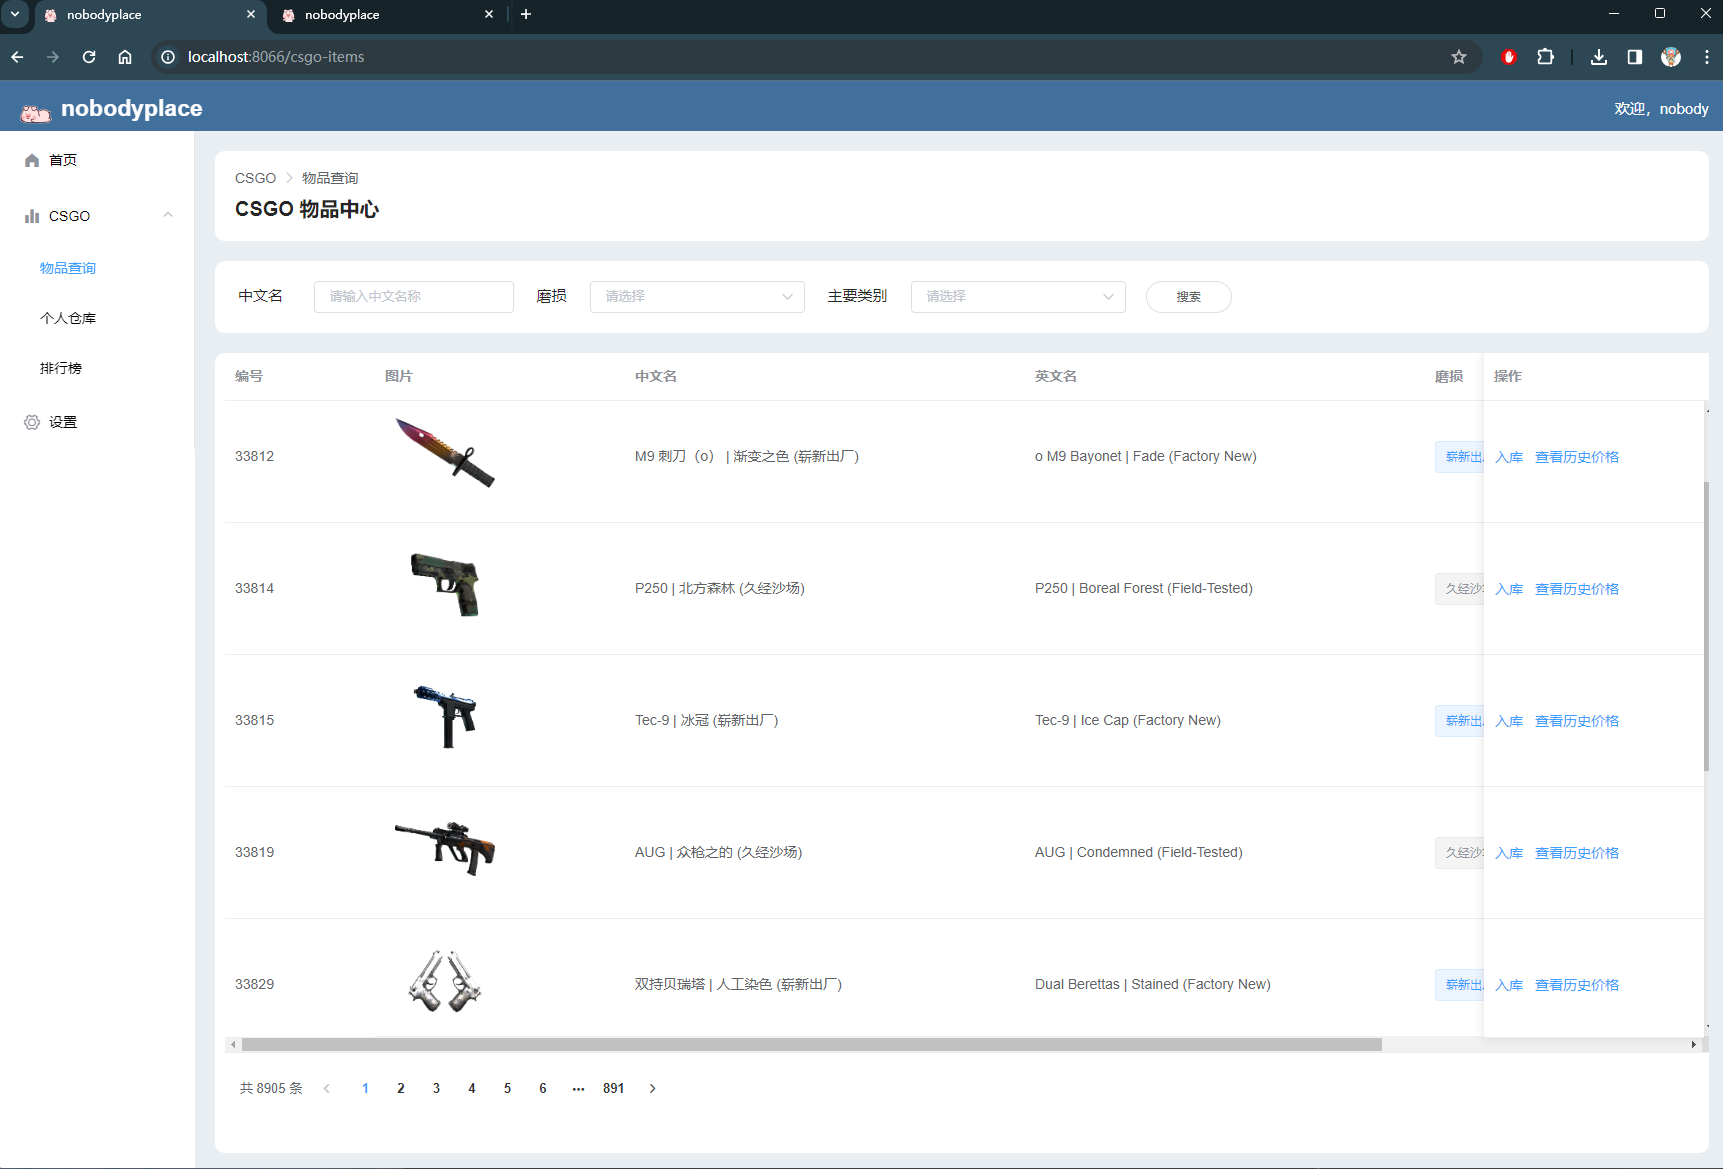 nobodyplace
nobodyplace
localhost:8066/csgo-items
nobodyplace
欢迎，nobody
首页
CSGO
物品查询
个人仓库
排行榜
设置
CSGO
物品查询
CSGO 物品中心
中文名 请输入中文名称 磨损 请选择 主要类别 请选择 搜索
编号 图片 中文名 英文名 磨损 操作
33812 M9 刺刀（o） | 渐变之色 (崭新出厂) o M9 Bayonet | Fade (Factory New) 崭新出 入库 查看历史价格
33814 P250 | 北方森林 (久经沙场) P250 | Boreal Forest (Field-Tested) 久经沙 入库 查看历史价格
33815 Tec-9 | 冰冠 (崭新出厂) Tec-9 | Ice Cap (Factory New) 崭新出 入库 查看历史价格
33819 AUG | 众枪之的 (久经沙场) AUG | Condemned (Field-Tested) 久经沙 入库 查看历史价格
33829 双持贝瑞塔 | 人工染色 (崭新出厂) Dual Berettas | Stained (Factory New) 崭新出 入库 查看历史价格
共 8905 条 1 2 3 4 5 6 ••• 891